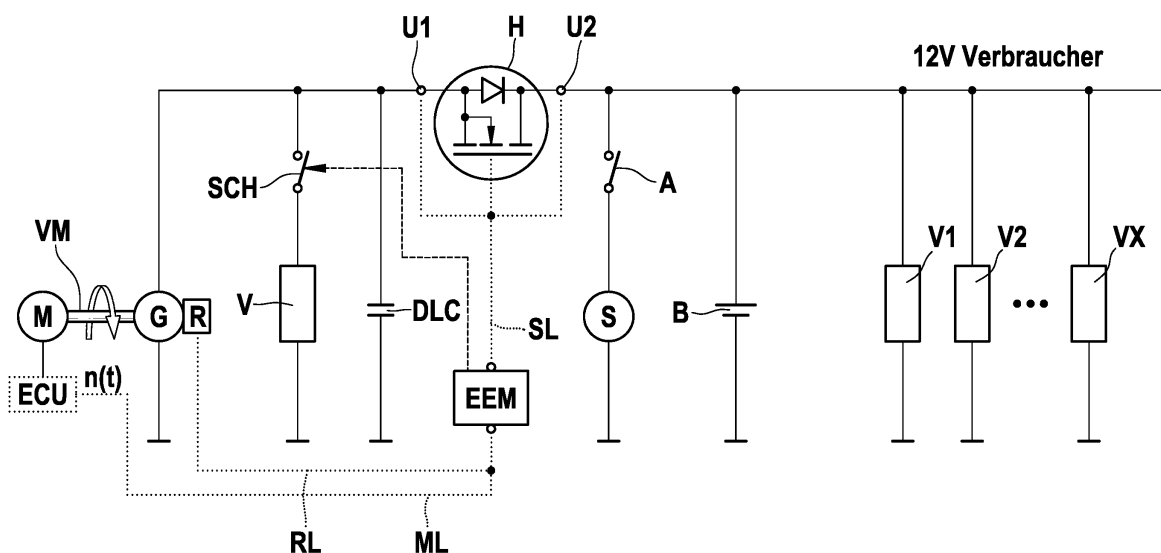 U1
H
U2
12V Verbraucher
SCH
A
VM
V1
V2
VX
M
G
R
V
DLC
SL
S
B
ECU
n(t)
EEM
RL
ML